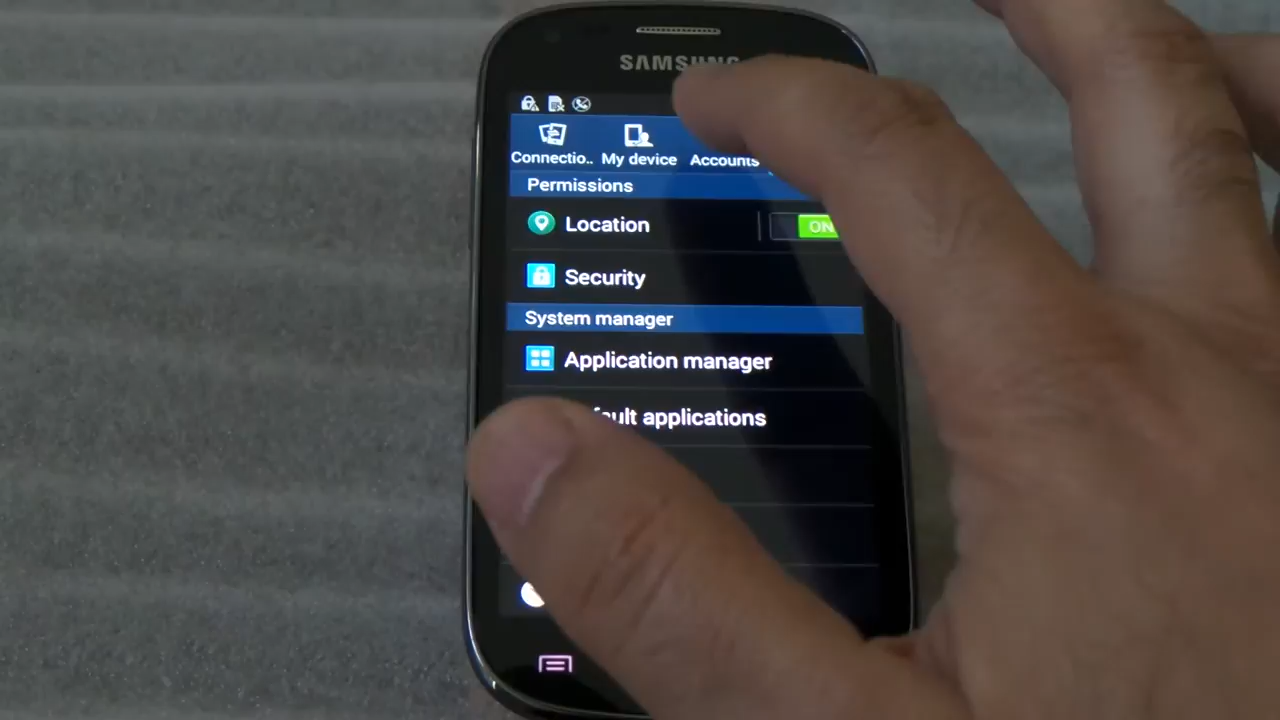 SAMSUNG
Connectio.. My device Accounts
Permissions
Location ON
Security
System manager
Application manager
fault applications